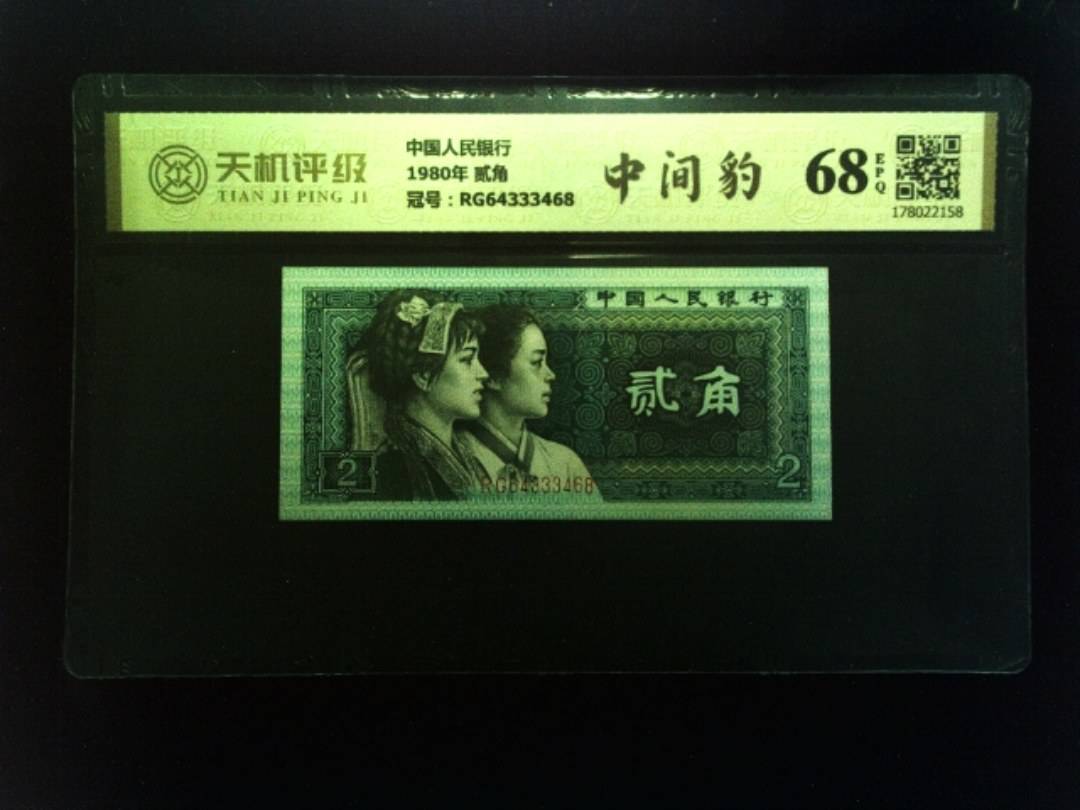 天机评级
TIAN JI PING JI
中国人民银行
1980年 贰角
冠号：RG64333468
中间豹
68
EPQ
178022158
中国人民银行
贰角
2
RG64333468
2